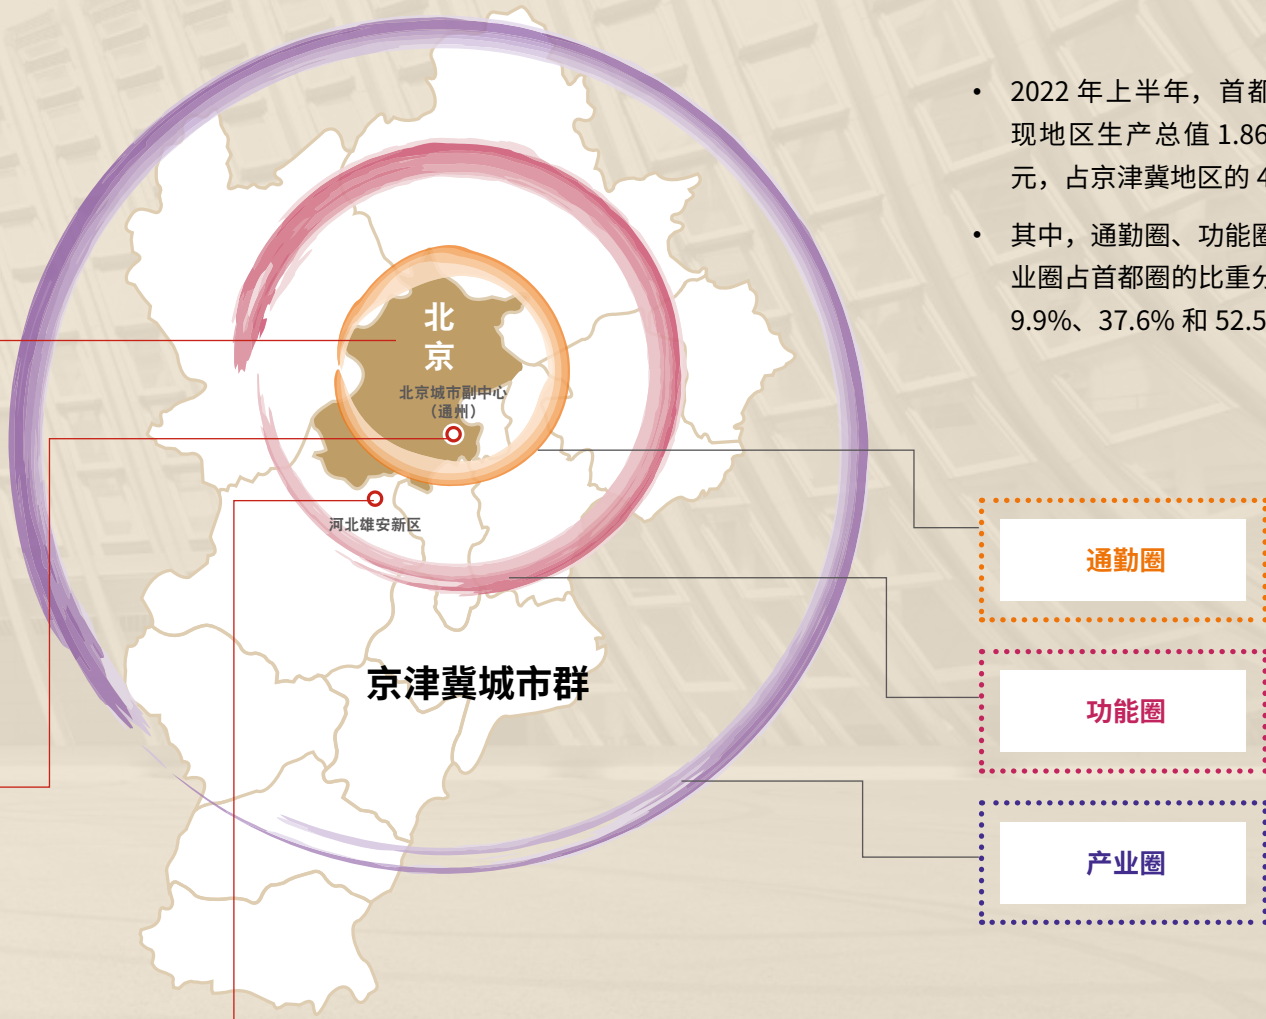 • 2022 年上半年，首都
现地区生产总值 1.86
元，占京津冀地区的 4
• 其中，通勤圈、功能圈
业圈占首都圈的比重分
9.9%、37.6% 和 52.5
北
京
北京城市副中心
（通州）
河北雄安新区
京津冀城市群
通勤圈
功能圈
产业圈